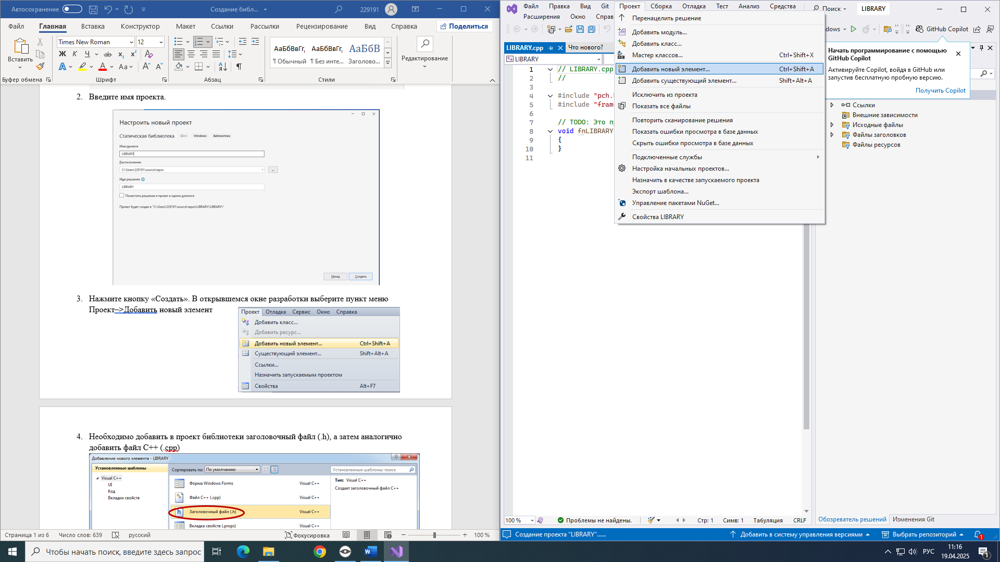 Автосохранение
Создание библ...
229191
Файл Главная Вставка Конструктор Макет Ссылки Рассылки Рецензирование Вид Справка Поделиться
Вставить
Times New Roman 12
Ж К Ч ab x₂ x²
Aa
АаБбВвГг, АаБбВвГг, АаБбВ
¶ Обычный ¶ Без инте... Заголово...
Редактирование
Буфер обмена Шрифт Абзац Стили
2. Введите имя проекта.
Настроить новый проект
Статическая библиотека C++ Windows Библиотека
Имя проекта
LIBRARY
Расположение
C:\Users\229191\source\repos
...
Имя решения
LIBRARY
Поместить решение и проект в одном каталоге
Проект будет создан в "C:\Users\229191\source\repos\LIBRARY\LIBRARY\"
Назад Создать
3. Нажмите кнопку «Создать». В открывшемся окне разработки выберите пункт меню
Проект–>Добавить новый элемент
Проект Отладка Сервис Окно Справка
Добавить класс...
Добавить ресурс...
Добавить новый элемент... Ctrl+Shift+A
Существующий элемент... Shift+Alt+A
Ссылки...
Назначить запускаемым проектом
Свойства Alt+F7
4. Необходимо добавить в проект библиотеки заголовочный файл (.h), а затем аналогично
добавить файл C++ (.cpp)
Добавление нового элемента - LIBRARY
Установленные шаблоны
Сортировать по: По умолчанию
Установленные шаблоны: поиск
Visual C++
UI
Код
Вкладки свойств
Форма Windows Forms Visual C++
Файл C++ (.cpp) Visual C++
Заголовочный файл (.h) Visual C++
Вкладка свойств (.props) Visual C++
Тип: Visual C++
Создает заголовочный файл C++
Страница 1 из 6 Число слов: 639 русский Фокусировка 100 %
Файл Правка Вид Git Проект Сборка Отладка Тест Анализ Средства
Поиск
LIBRARY
Расширения Окно Справ
dows
GitHub Copilot
LIBRARY.cpp
Что нового?
LIBRARY
1 // LIBRARY.cpp
2 //
3
4 #include "pch.
5 #include "frame
6
7 // TODO: Это пр
8 void fnLIBRARY
9 {
10 }
11
Перенацелить решение
Добавить модуль...
Добавить класс...
Мастер классов... Ctrl+Shift+X
Добавить новый элемент... Ctrl+Shift+A
Добавить существующий элемент... Shift+Alt+A
Исключить из проекта
Показать все файлы
Повторить сканирование решения
Показать ошибки просмотра в базе данных
Скрыть ошибки просмотра в базе данных
Подключенные службы
Настройка начальных проектов...
Назначить в качестве запускаемого проекта
Экспорт шаблона...
Управление пакетами NuGet...
Свойства LIBRARY
Начать программирование с помощью
GitHub Copilot
Активируйте Copilot, войдя в GitHub или
запустив бесплатную пробную версию.
Получить Copilot
Ссылки
Внешние зависимости
Исходные файлы
Файлы заголовков
Файлы ресурсов
100 % Проблемы не найдены. Стр: 1 Симв: 1 Табуляция CRLF
Обозреватель решений Изменения Git
Создание проекта "LIBRARY"......
Добавить в систему управления версиями
Выбрать репозиторий
1
Чтобы начать поиск, введите здесь запрос
РУС
11:16
19.04.2025
1